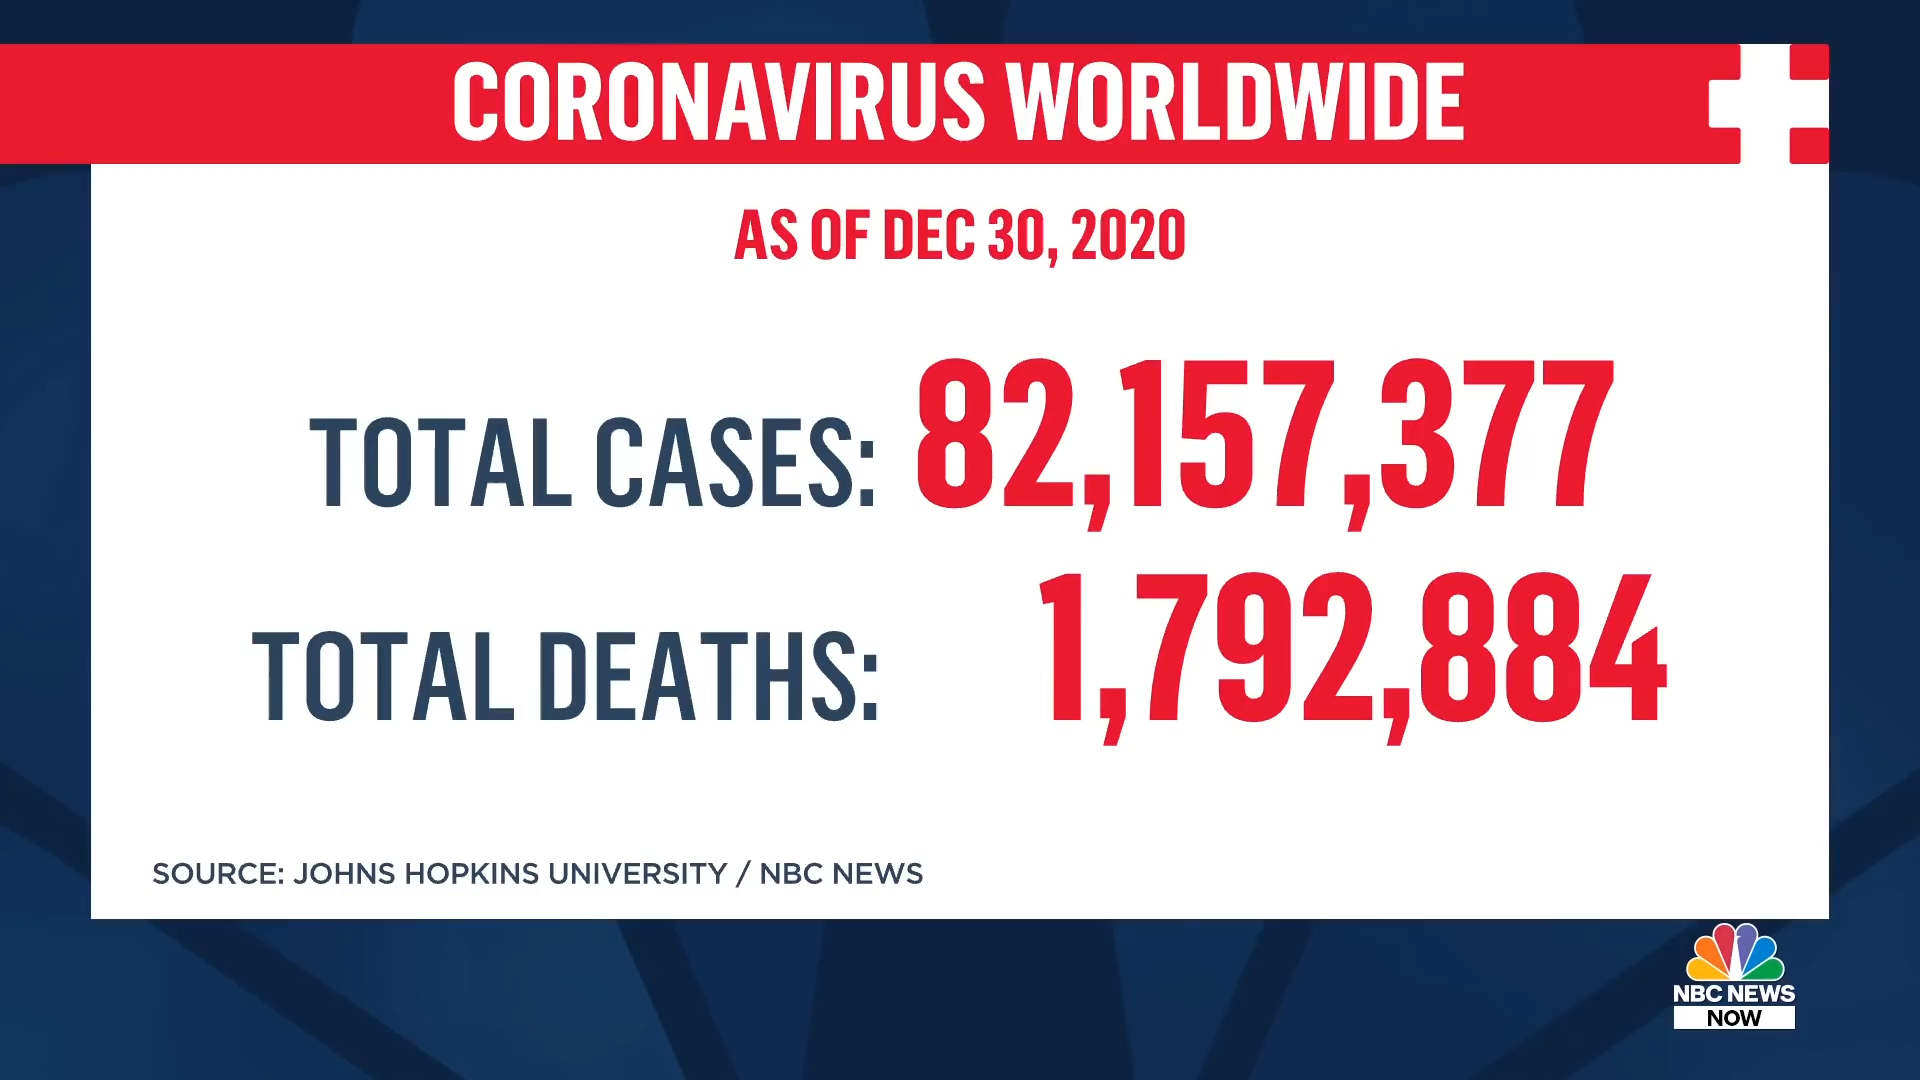 CORONAVIRUS WORLDWIDE
AS OF DEC 30, 2020
TOTAL CASES: 82,157,377
TOTAL DEATHS: 1,792,884
SOURCE: JOHNS HOPKINS UNIVERSITY / NBC NEWS
NBC NEWS
NOW